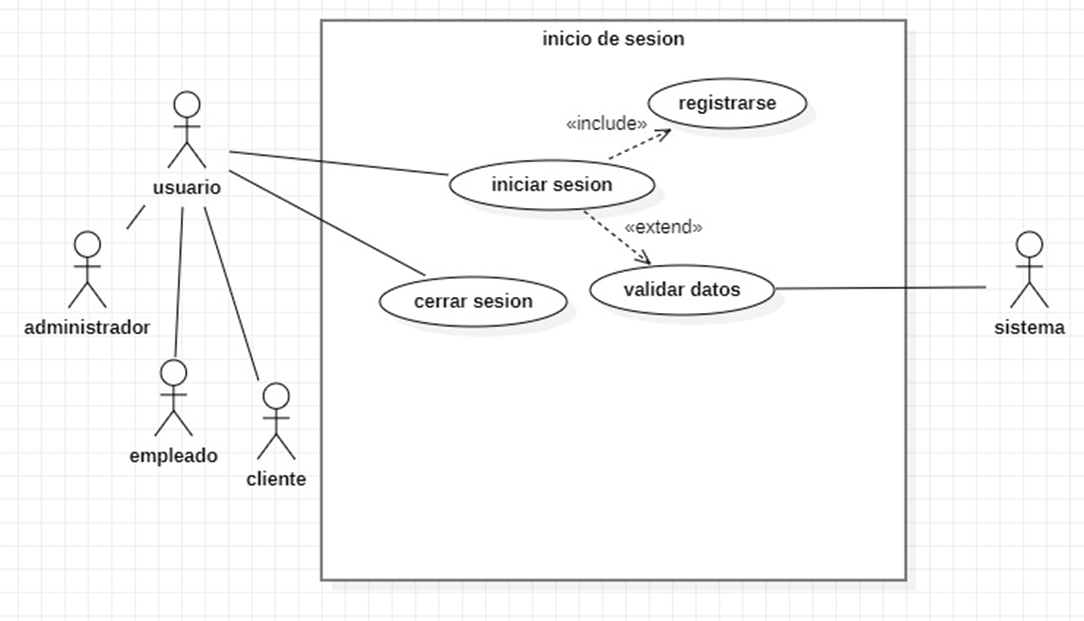 inicio de sesion
registrarse
«include»
iniciar sesion
usuario
«extend»
validar datos
cerrar sesion
administrador
sistema
empleado
cliente